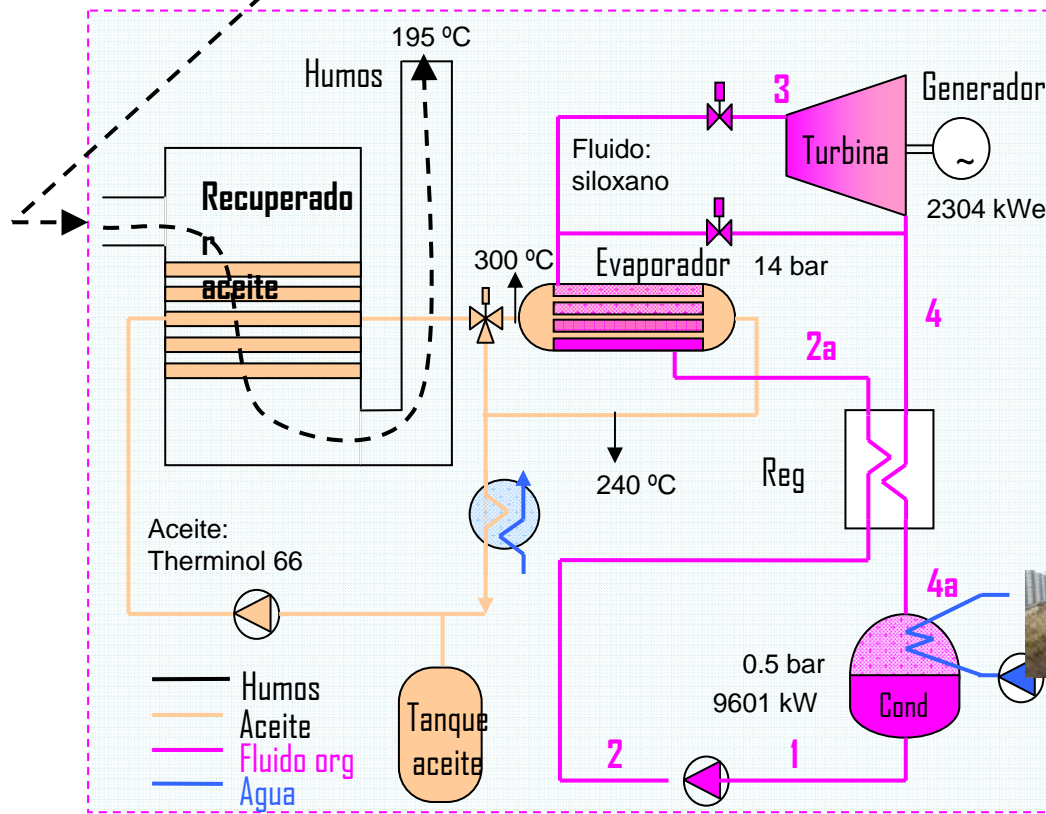 195 ºC
Humos
3
Generador
Turbina
~
Fluido:
siloxano
2304 kWe
Recuperado
r
aceite
300 ºC
Evaporador
14 bar
4
2a
240 ºC
Reg
Aceite:
Therminol 66
4a
0.5 bar
9601 kW
Cond
Humos
Aceite
Fluido org
Agua
Tanque
aceite
2
1